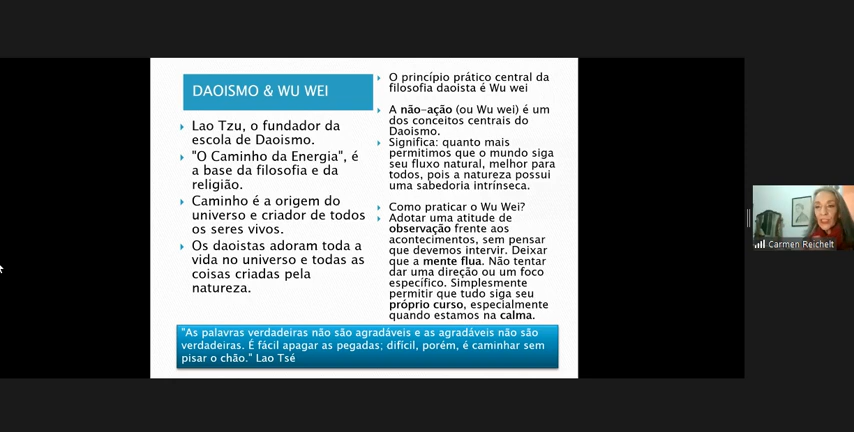 DAOISMO & WU WEI
Lao Tzu, o fundador da
escola de Daoismo.
"O Caminho da Energia", é
a base da filosofia e da
religião.
Caminho é a origem do
universo e criador de todos
os seres vivos.
Os daoistas adoram toda a
vida no universo e todas as
coisas criadas pela
natureza.
O princípio prático central da
filosofia daoista é Wu wei
A não-ação (ou Wu wei) é um
dos conceitos centrais do
Daoismo.
Significa: quanto mais
permitimos que o mundo siga
seu fluxo natural, melhor para
todos, pois a natureza possui
uma sabedoria intrínseca.
Como praticar o Wu Wei?
Adotar uma atitude de
observação frente aos
acontecimentos, sem pensar
que devemos intervir. Deixar
que a mente flua. Não tentar
dar uma direção ou um foco
específico. Simplesmente
permitir que tudo siga seu
próprio curso, especialmente
quando estamos na calma.
"As palavras verdadeiras não são agradáveis e as agradáveis não são
verdadeiras. É fácil apagar as pegadas; difícil, porém, é caminhar sem
pisar o chão." Lao Tsé
Carmen Reichelt